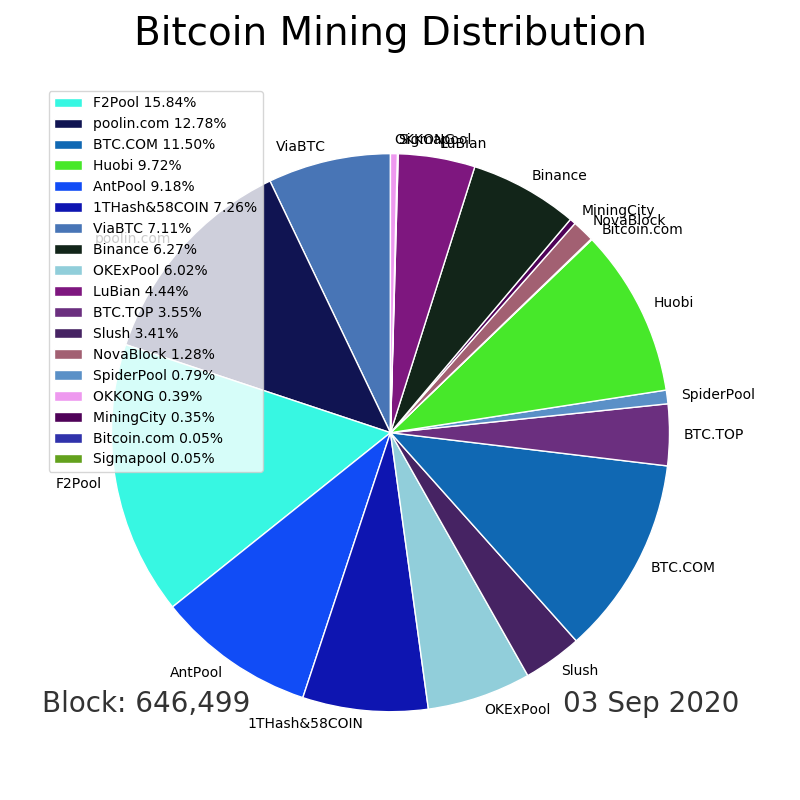 Bitcoin Mining Distribution
F2Pool 15.84%
poolin.com 12.78%
BTC.COM 11.50%
Huobi 9.72%
AntPool 9.18%
1THash&58COIN 7.26%
ViaBTC 7.11%
Binance 6.27%
OKExPool 6.02%
LuBian 4.44%
BTC.TOP 3.55%
Slush 3.41%
NovaBlock 1.28%
SpiderPool 0.79%
OKKONG 0.39%
MiningCity 0.35%
Bitcoin.com 0.05%
Sigmapool 0.05%
OKKONG
Sigmapool
LuBian
ViaBTC
Binance
MiningCity
NovaBlock
Bitcoin.com
poolin.com
Huobi
SpiderPool
BTC.TOP
F2Pool
BTC.COM
AntPool
Slush
OKExPool
1THash&58COIN
Block: 646,499
03 Sep 2020